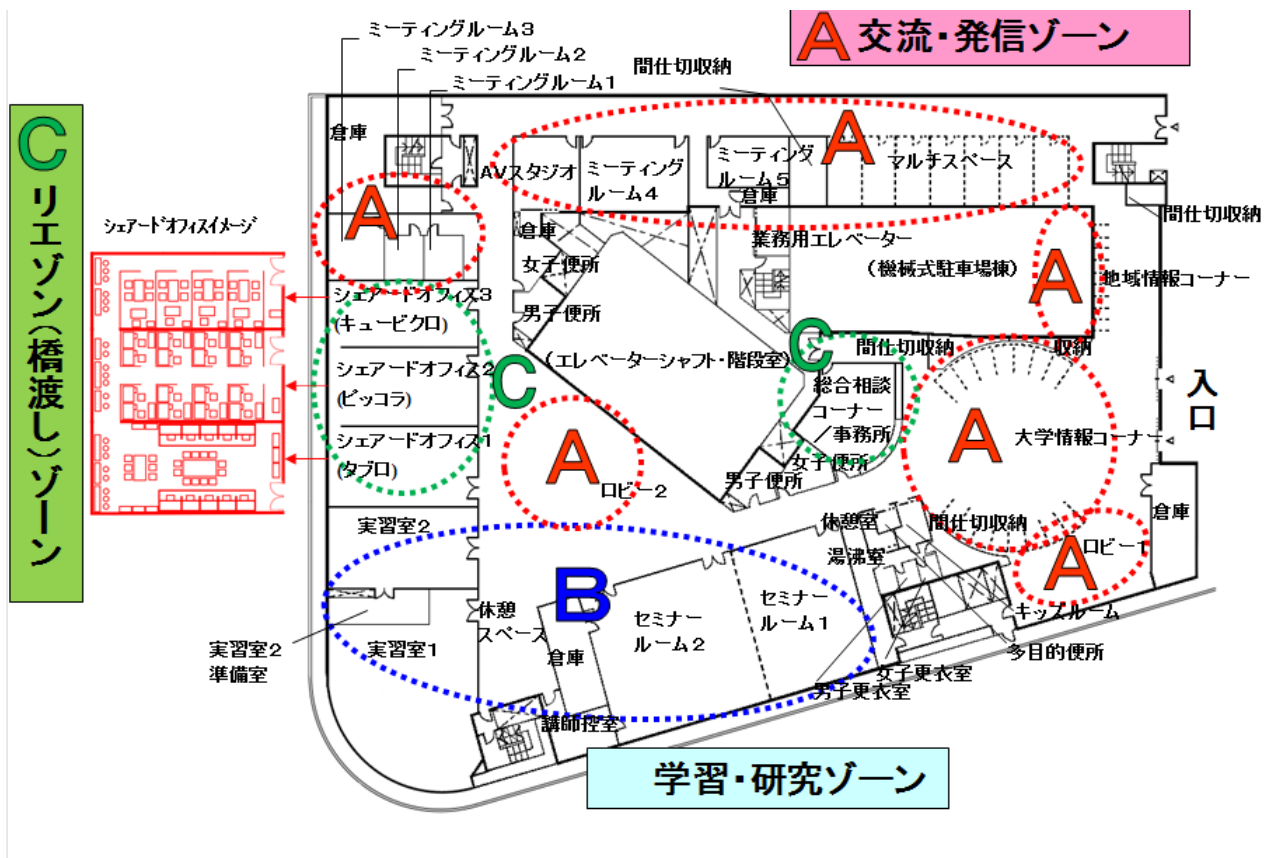 ミーティングルーム3
ミーティングルーム2
ミーティングルーム1
A 交流・発信ゾーン
間仕切収納
C リエゾン(橋渡し)ゾーン
倉庫
A
AVスタジオ
ミーティング
ルーム4
ミーティング
ルーム5
マルチスペース
倉庫
間仕切収納
A
シェアードオフィスイメージ
倉庫
女子便所
男子便所
業務用エレベーター
(機械式駐車場棟)
A
地域情報コーナー
シェアードオフィス3
(キュービクロ)
シェアードオフィス2
(ピッコラ)
シェアードオフィス1
(タブロ)
C
(エレベーターシャフト・階段室)
C
間仕切収納
収納
総合相談
コーナー
/事務所
入口
A
大学情報コーナー
A
ロビー2
女子便所
男子便所
実習室2
休憩室
間仕切収納
倉庫
湯沸室
A
ロビー1
B
セミナー
ルーム1
セミナー
ルーム2
休憩
スペース
倉庫
キッズルーム
多目的便所
実習室2
準備室
実習室1
女子更衣室
男子更衣室
講師控室
学習・研究ゾーン